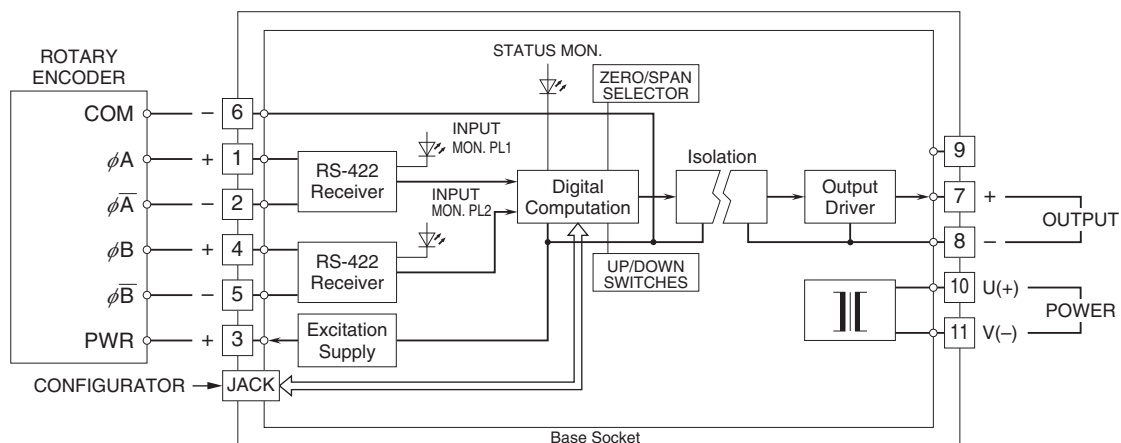 ROTARY
ENCODER
COM
− 6
ϕA
+ 1
ϕA̅
− 2
ϕB
+ 4
ϕB̅
− 5
PWR
+ 3
CONFIGURATOR
JACK
STATUS MON.
ZERO/SPAN
SELECTOR
INPUT
MON. PL1
RS-422
Receiver
INPUT
MON. PL2
RS-422
Receiver
Digital
Computation
Isolation
Output
Driver
UP/DOWN
SWITCHES
Excitation
Supply
9
7 +
8 −
OUTPUT
10 U(+)
11 V(–)
POWER
Base Socket